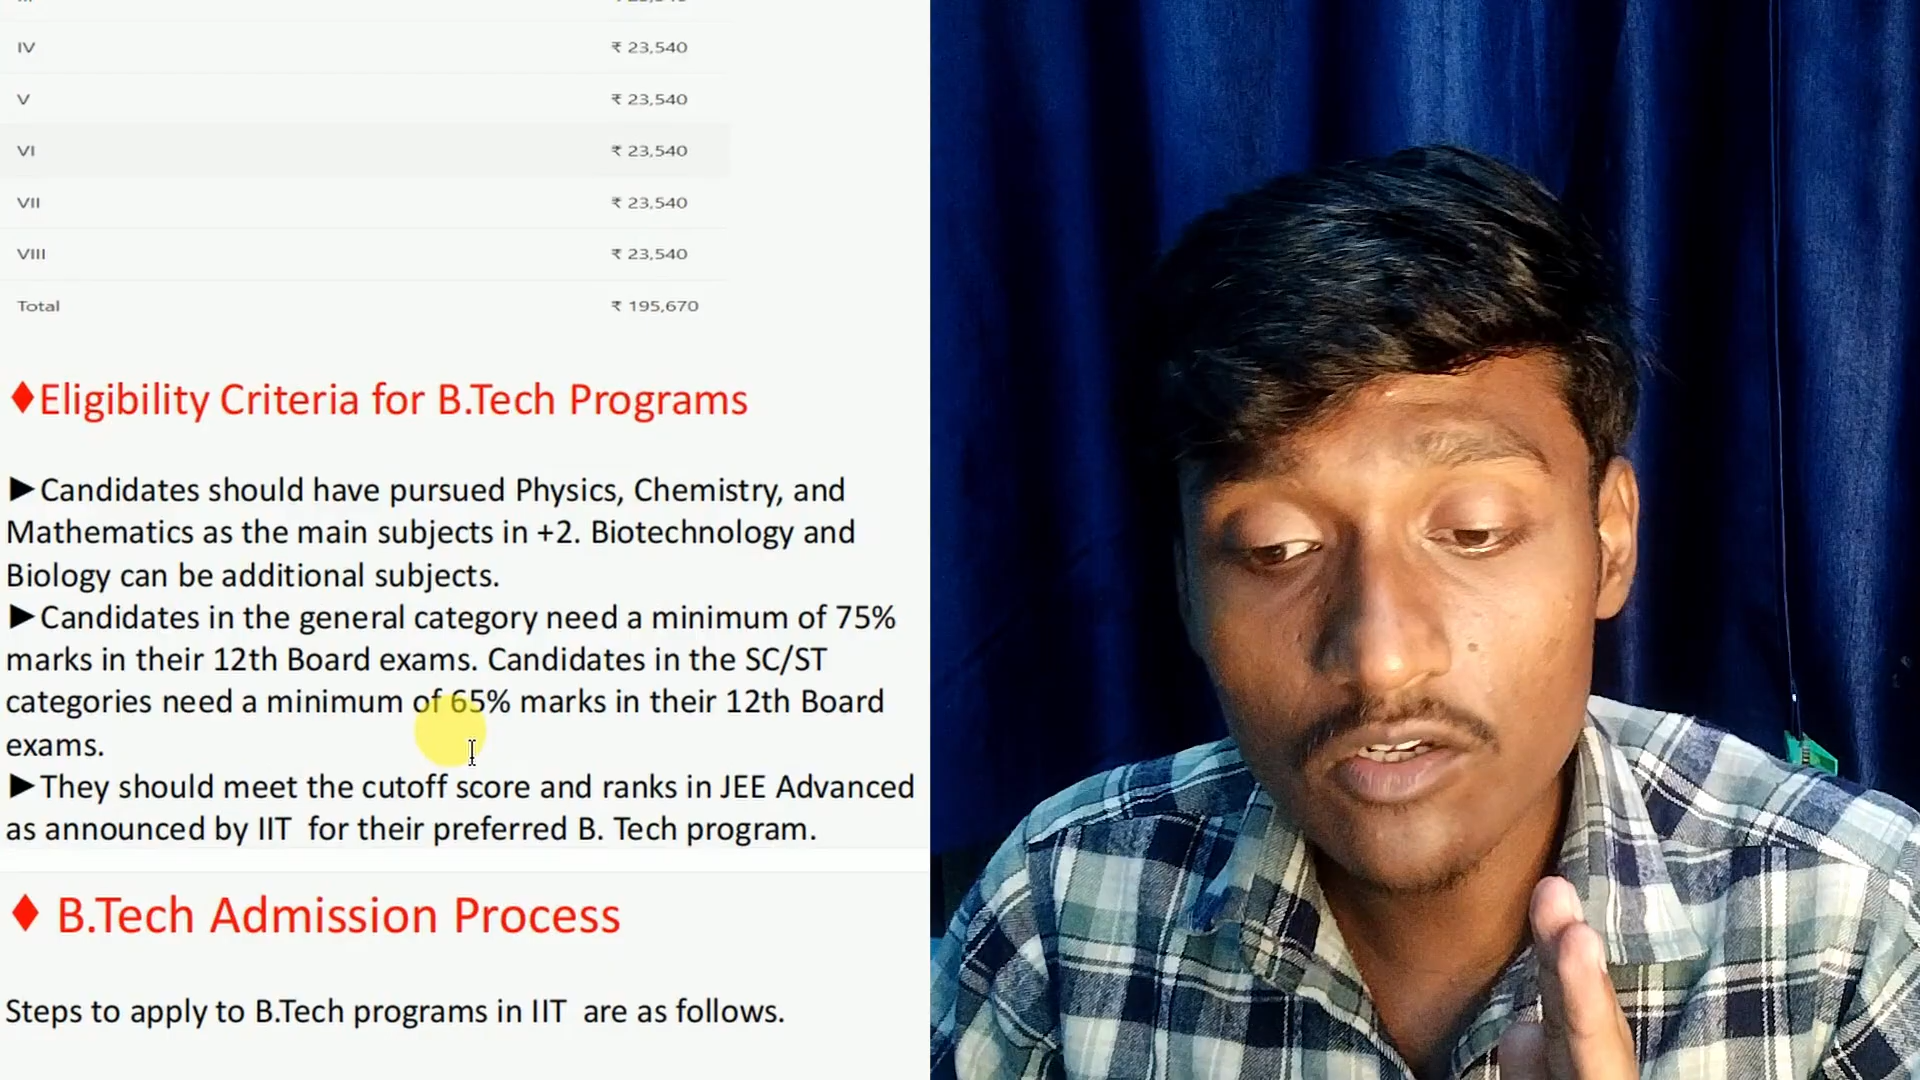 IV ₹ 23,540
V ₹ 23,540
VI ₹ 23,540
VII ₹ 23,540
VIII ₹ 23,540
Total ₹ 195,670
♦Eligibility Criteria for B.Tech Programs
►Candidates should have pursued Physics, Chemistry, and
Mathematics as the main subjects in +2. Biotechnology and
Biology can be additional subjects.
►Candidates in the general category need a minimum of 75%
marks in their 12th Board exams. Candidates in the SC/ST
categories need a minimum of 65% marks in their 12th Board
exams.
►They should meet the cutoff score and ranks in JEE Advanced
as announced by IIT for their preferred B. Tech program.
♦ B.Tech Admission Process
Steps to apply to B.Tech programs in IIT are as follows.